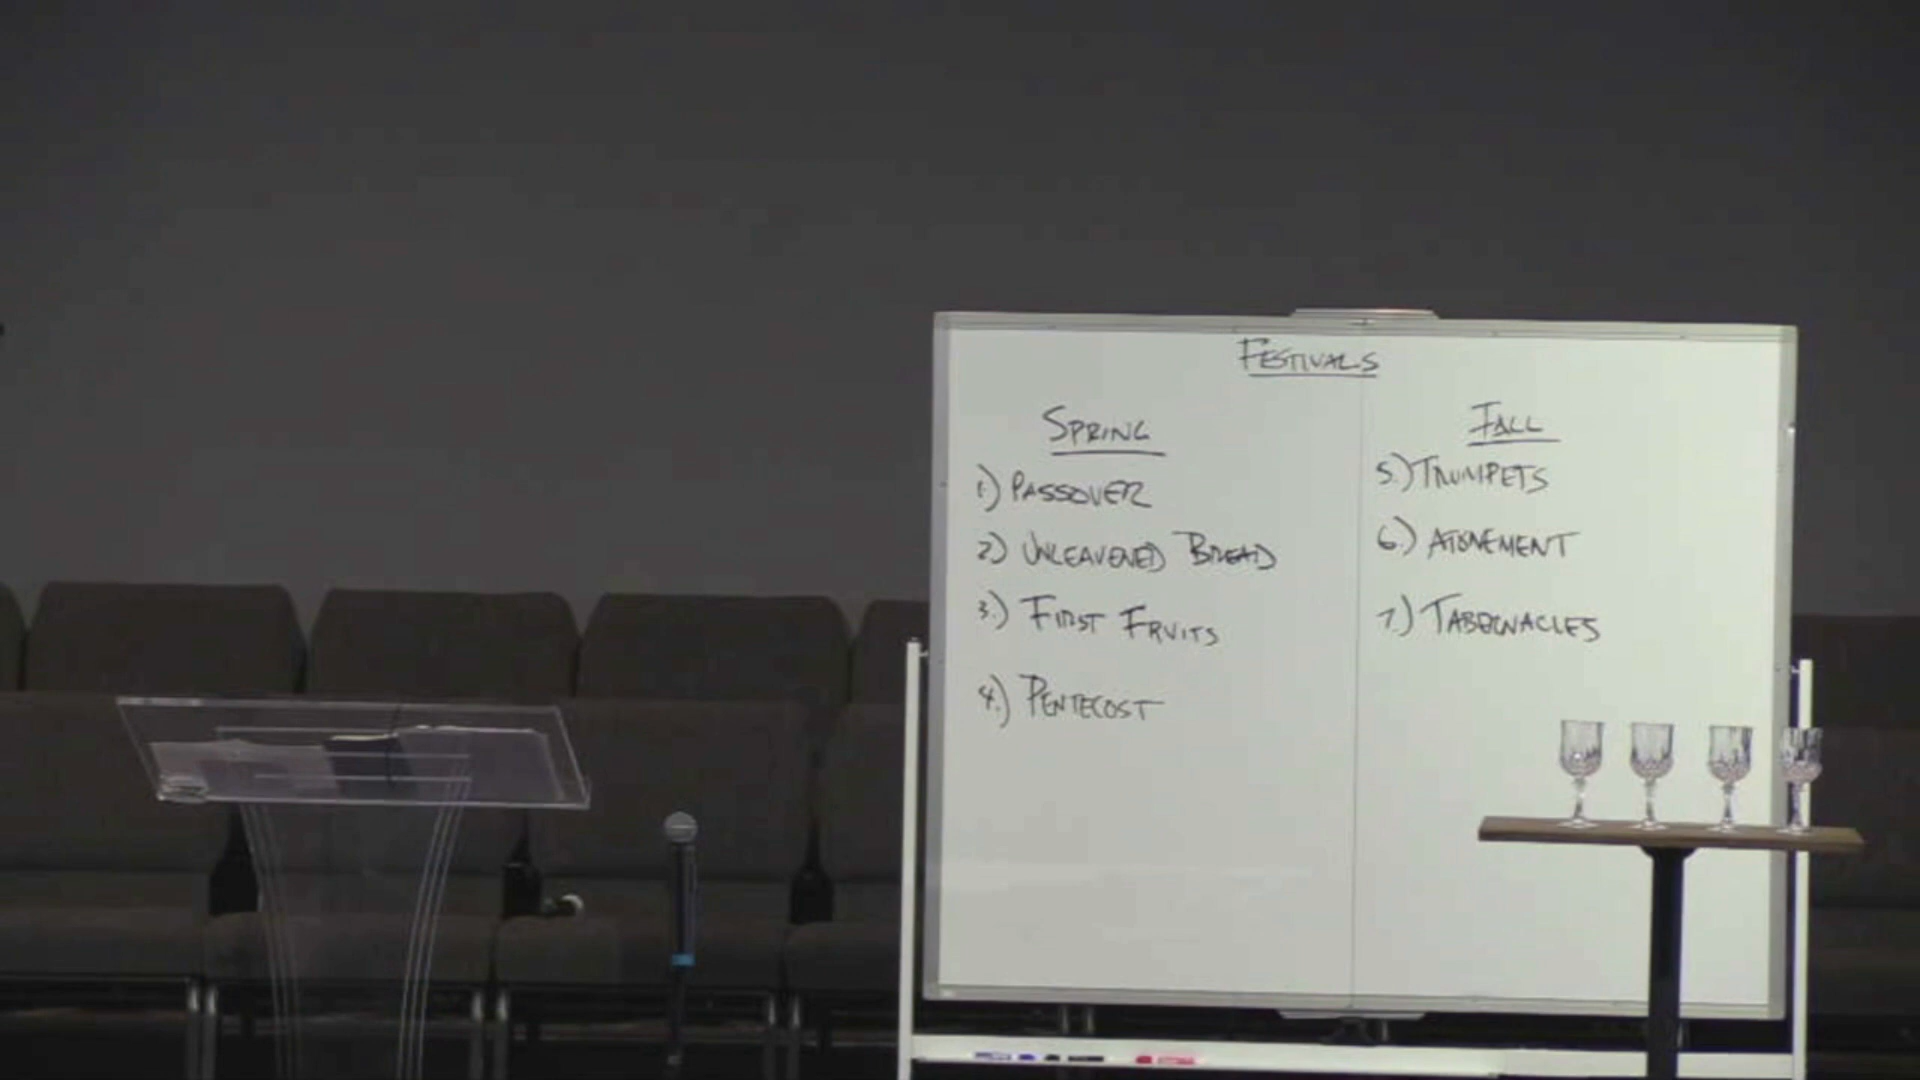 FESTIVALS
SPRING
1.) PASSOVER
2) UNLEAVENED BREAD
3.) FIRST FRUITS
4.) PENTECOST
FALL
5.) TRUMPETS
6.) ATONEMENT
7.) TABERNACLES